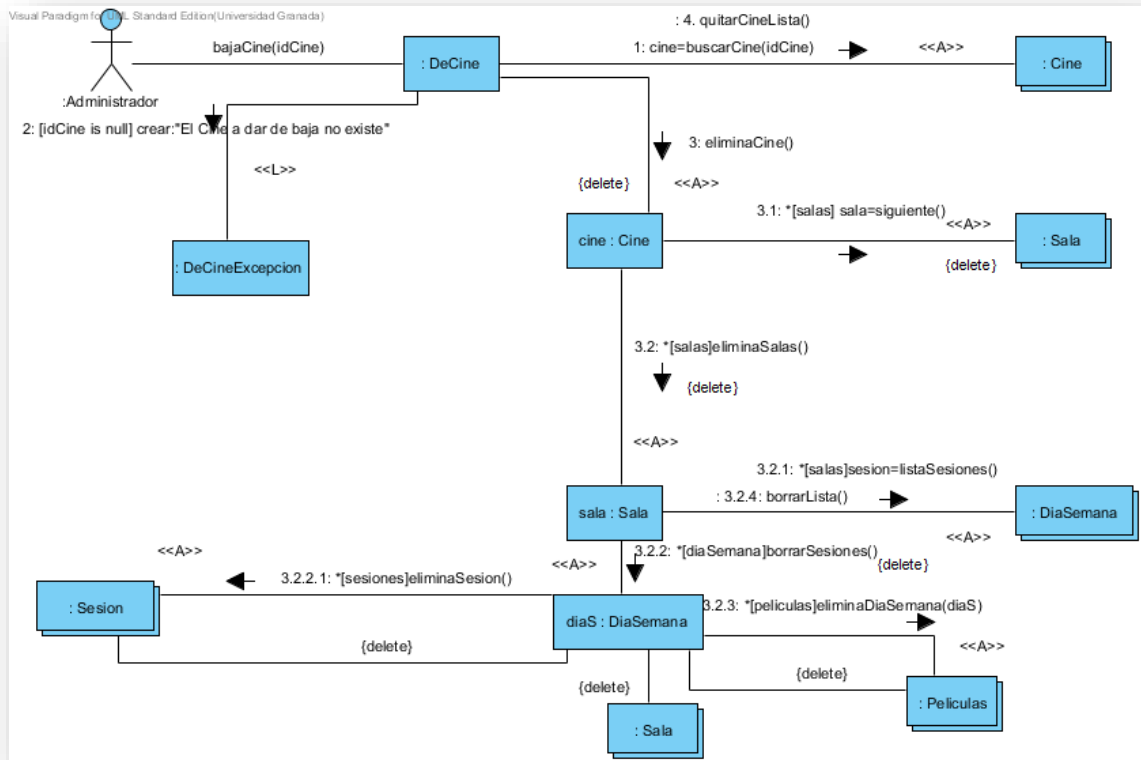 Visual Paradigm for UML Standard Edition(Universidad Granada)
: 4. quitarCineLista()
bajaCine(idCine)
1: cine=buscarCine(idCine)
<<A>>
: DeCine
: Cine
:Administrador
2: [idCine is null] crear:"El Cine a dar de baja no existe"
3: eliminaCine()
<<L>>
{delete}
<<A>>
3.1: *[salas] sala=siguiente()
<<A>>
cine : Cine
: Sala
: DeCineExcepcion
{delete}
3.2: *[salas]eliminaSalas()
{delete}
<<A>>
3.2.1: *[salas]sesion=listaSesiones()
: 3.2.4: borrarLista()
sala : Sala
: DiaSemana
<<A>>
<<A>>
3.2.2: *[diaSemana]borrarSesiones()
<<A>>
{delete}
3.2.2.1: *[sesiones]eliminaSesion()
: Sesion
3.2.3: *[peliculas]eliminaDiaSemana(diaS)
diaS : DiaSemana
{delete}
<<A>>
{delete}
{delete}
: Peliculas
: Sala